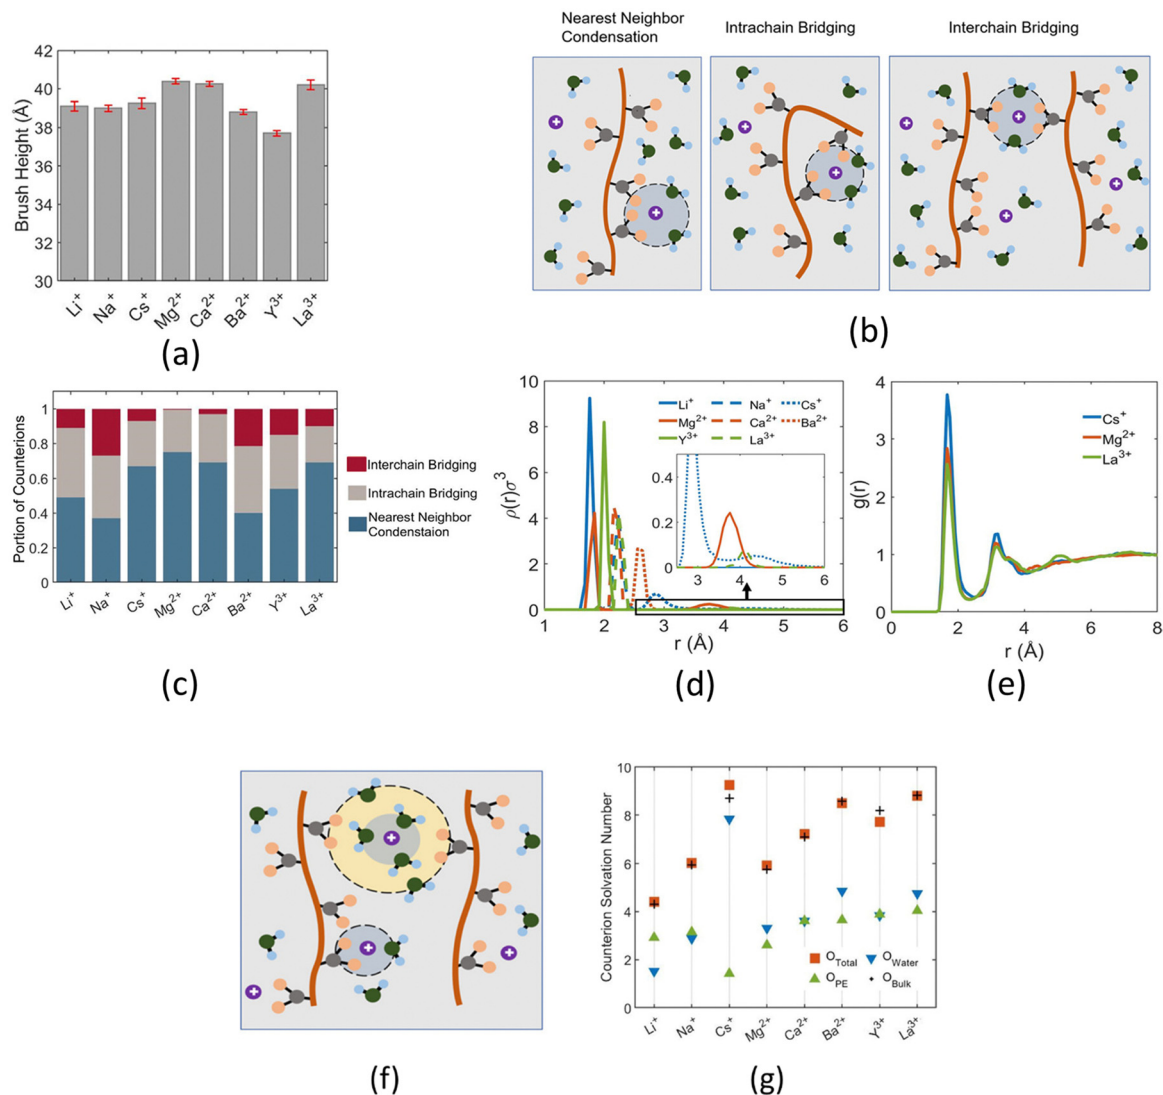 42
40
38
36
34
32
30
Brush Height (Å)
Li⁺
Na⁺
Cs⁺
Mg²⁺
Ca²⁺
Ba²⁺
Y³⁺
La³⁺
(a)
Nearest Neighbor
Condensation
Intrachain Bridging
Interchain Bridging
(b)
1
0.8
0.6
0.4
0.2
0
Portion of Counterions
Li⁺
Na⁺
Cs⁺
Mg²⁺
Ca²⁺
Ba²⁺
Y³⁺
La³⁺
Interchain Bridging
Intrachain Bridging
Nearest Neighbor
Condenstaion
(c)
10
8
6
4
2
0
ρ(r)σ³
Li⁺ Na⁺ Cs⁺
Mg²⁺ Ca²⁺ Ba²⁺
Y³⁺ La³⁺
0.4
0.2
0
3 4 5 6
1 2 3 4 5 6
r (Å)
(d)
4
3
2
1
0
g(r)
Cs⁺
Mg²⁺
La³⁺
0 2 4 6 8
r (Å)
(e)
(f)
10
8
6
4
2
0
Counterion Solvation Number
O_Total O_Water
O_PE O_Bulk
Li⁺
Na⁺
Cs⁺
Mg²⁺
Ca²⁺
Ba²⁺
Y³⁺
La³⁺
(g)